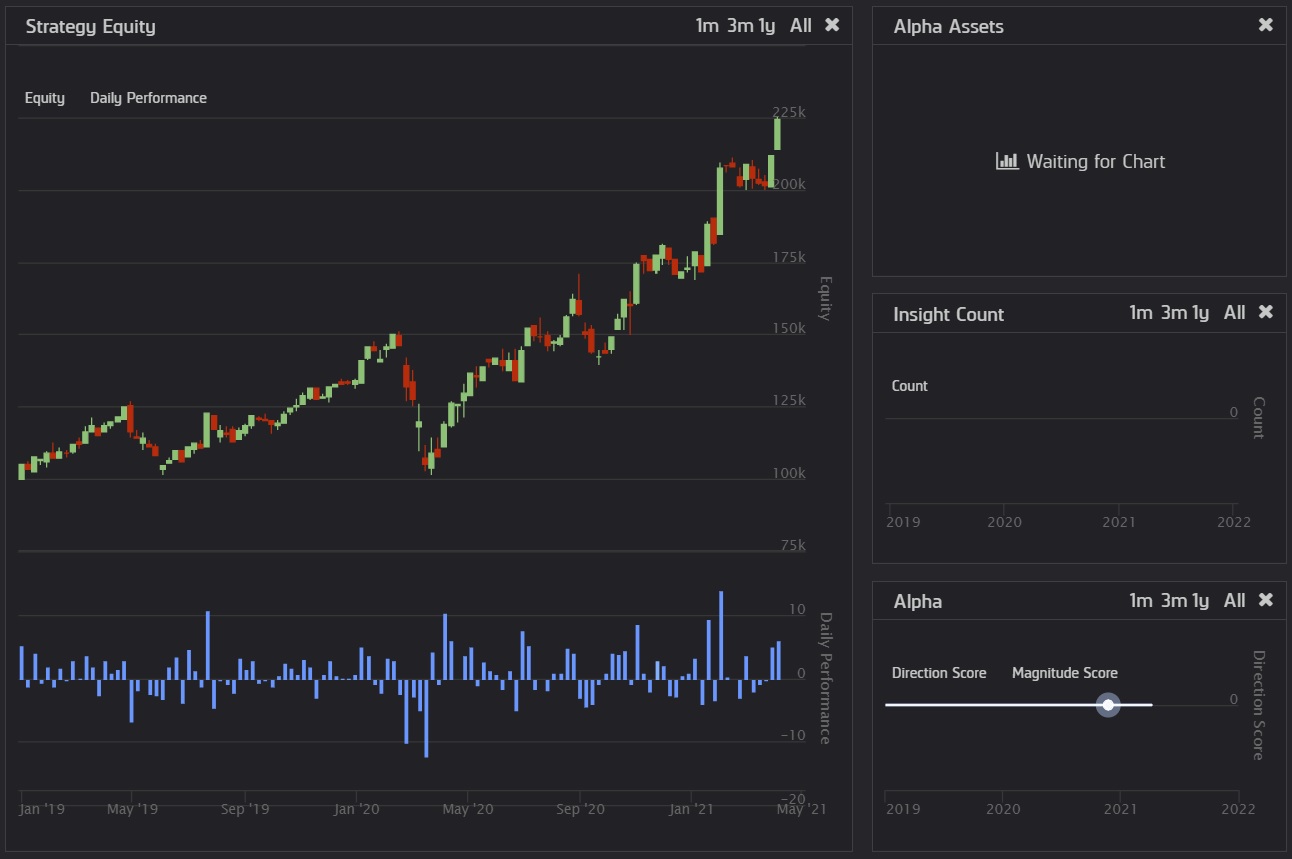 Strategy Equity 1m 3m 1y All ✖
Equity Daily Performance
225k
200k
175k
150k
125k
100k
75k
Equity
10
0
-10
-20
Daily Performance
Jan '19 May '19 Sep '19 Jan '20 May '20 Sep '20 Jan '21 May '21
Alpha Assets ✖
Waiting for Chart
Insight Count 1m 3m 1y All ✖
Count
0
Count
2019 2020 2021 2022
Alpha 1m 3m 1y All ✖
Direction Score Magnitude Score
0
Direction Score
2019 2020 2021 2022